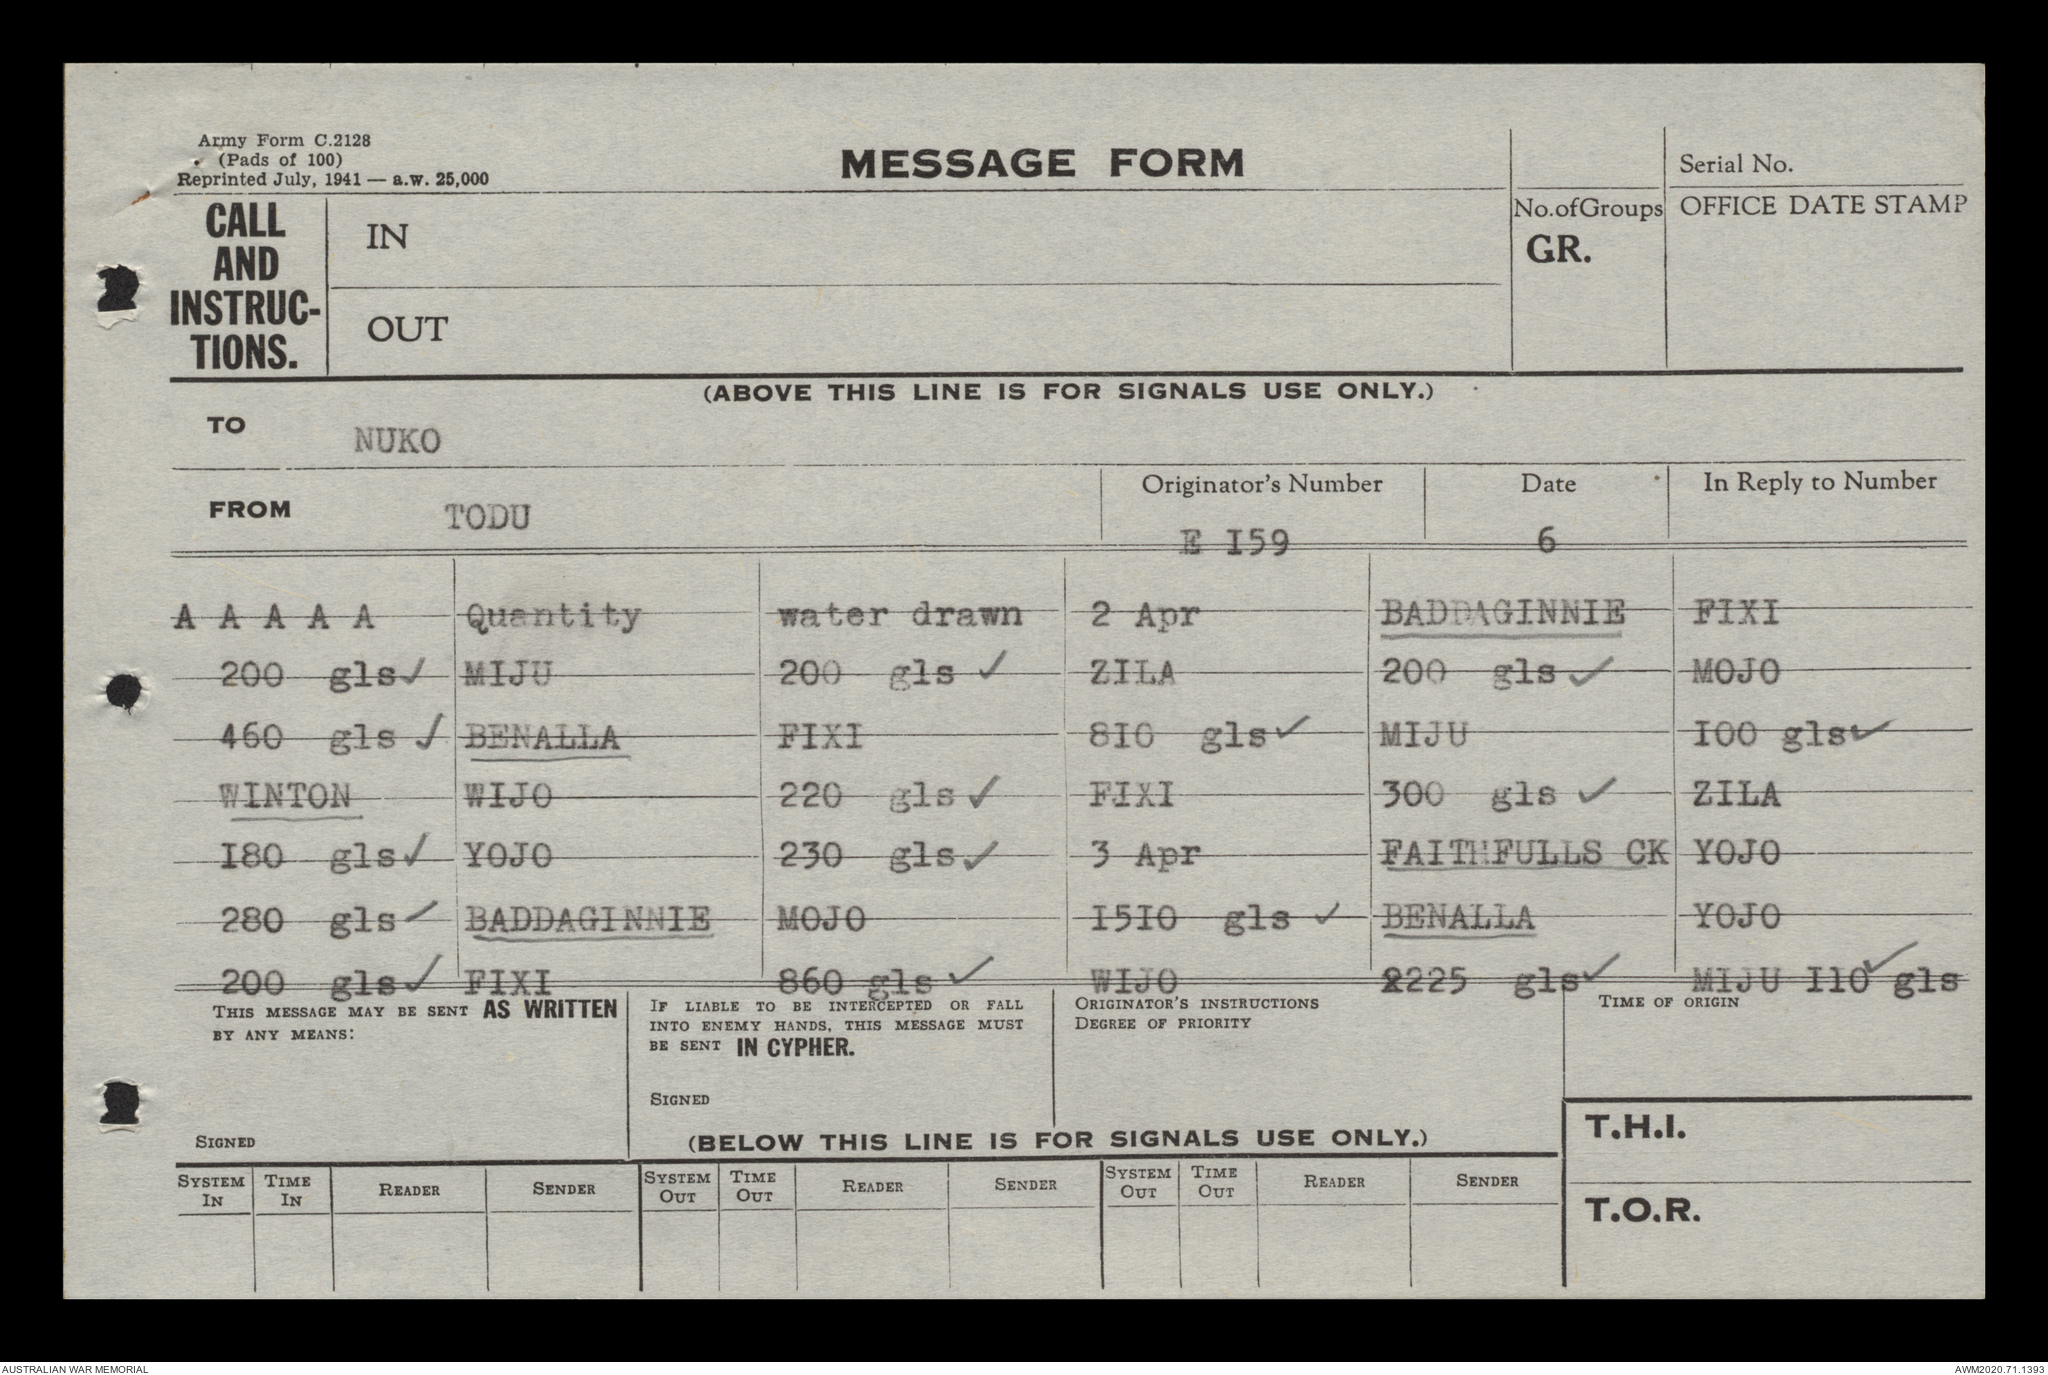 Army Form C.2128
(Pads of 100)
Reprinted July, 1941 — a.w. 25,000
MESSAGE FORM
Serial No.
CALL AND INSTRUC-TIONS.
IN
OUT
No.ofGroups
GR.
OFFICE DATE STAMP
(ABOVE THIS LINE IS FOR SIGNALS USE ONLY.)
TO NUKO
FROM TODU
Originator's Number
E I59
Date
6
In Reply to Number
A A A A A Quantity water drawn 2 Apr BADDAGINNIE FIXI
200 gls✓ MIJU 200 gls ✓ ZILA 200 gls ✓ MOJO
460 gls ✓ BENALLA FIXI 8I0 gls✓ MIJU I00 gls✓
WINTON WIJO 220 gls ✓ FIXI 300 gls ✓ ZILA
I80 gls✓ YOJO 230 gls ✓ 3 Apr FAITHFULLS CK YOJO
280 gls ✓ BADDAGINNIE MOJO I5I0 gls ✓ BENALLA YOJO
200 gls✓ FIXI 860 gls ✓ WIJO 2225 gls✓ MIJU II0✓ gls
THIS MESSAGE MAY BE SENT AS WRITTEN
BY ANY MEANS:
SIGNED
IF LIABLE TO BE INTERCEPTED OR FALL
INTO ENEMY HANDS, THIS MESSAGE MUST
BE SENT IN CYPHER.
SIGNED
ORIGINATOR'S INSTRUCTIONS
DEGREE OF PRIORITY
TIME OF ORIGIN
(BELOW THIS LINE IS FOR SIGNALS USE ONLY.)
T.H.I.
T.O.R.
SYSTEM IN TIME IN READER SENDER SYSTEM OUT TIME OUT READER SENDER SYSTEM OUT TIME OUT READER SENDER
AUSTRALIAN WAR MEMORIAL
AWM2020.71.1393